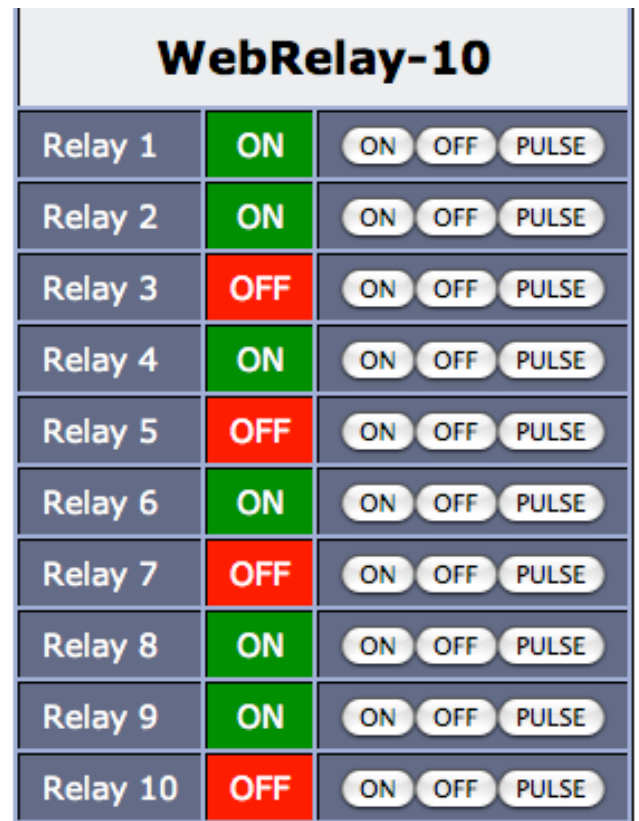 WebRelay-10
Relay 1 ON ON OFF PULSE
Relay 2 ON ON OFF PULSE
Relay 3 OFF ON OFF PULSE
Relay 4 ON ON OFF PULSE
Relay 5 OFF ON OFF PULSE
Relay 6 ON ON OFF PULSE
Relay 7 OFF ON OFF PULSE
Relay 8 ON ON OFF PULSE
Relay 9 ON ON OFF PULSE
Relay 10 OFF ON OFF PULSE